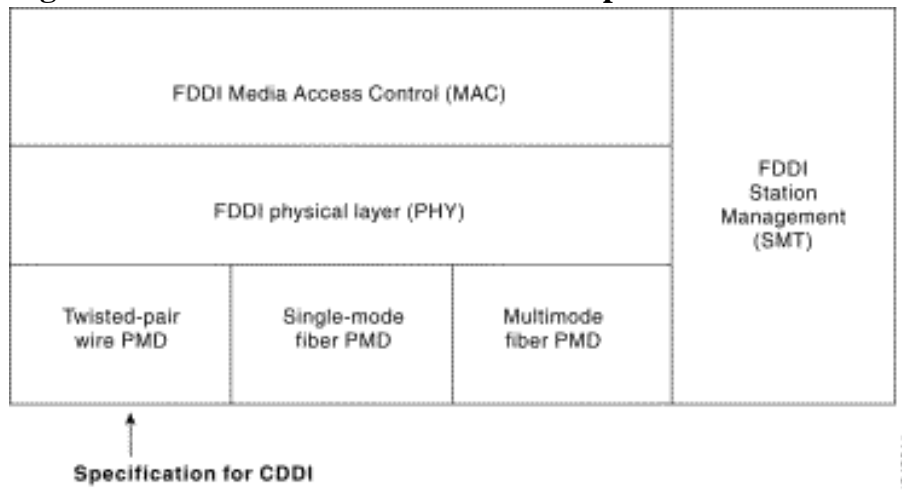 FDDI Media Access Control (MAC)
FDDI physical layer (PHY)
FDDI
Station
Management
(SMT)
Twisted-pair
wire PMD
Single-mode
fiber PMD
Multimode
fiber PMD
Specification for CDDI